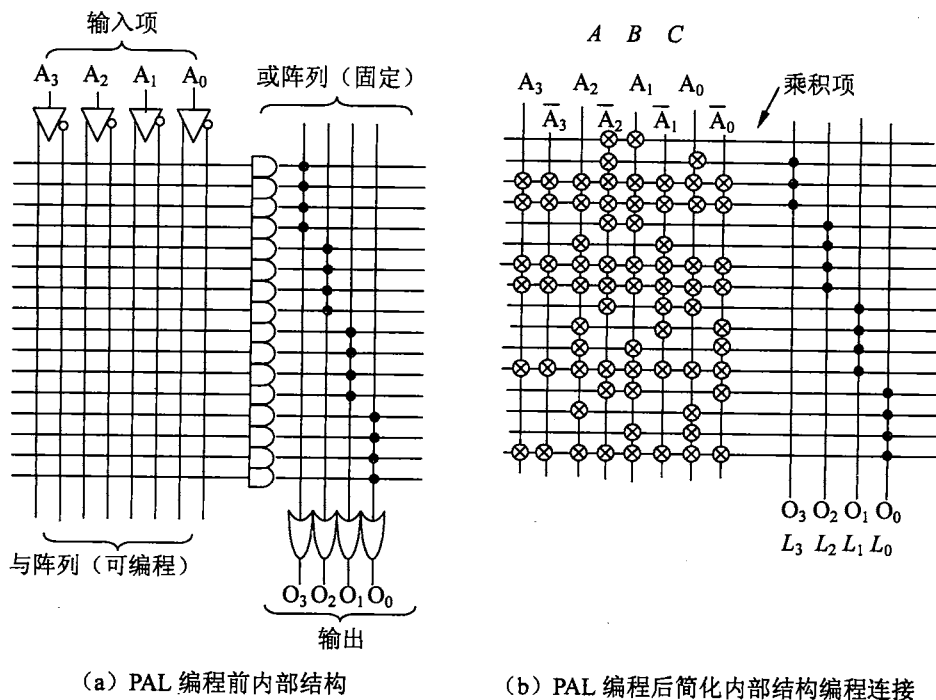 输入项
A₃ A₂ A₁ A₀
或阵列（固定）
与阵列（可编程）
O₃ O₂ O₁ O₀
输出
（a）PAL 编程前内部结构
A B C
A₃ A₂ A₁ A₀
乘积项
A̅₃ A̅₂ A̅₁ A̅₀
O₃ O₂ O₁ O₀
L₃ L₂ L₁ L₀
（b）PAL 编程后简化内部结构编程连接